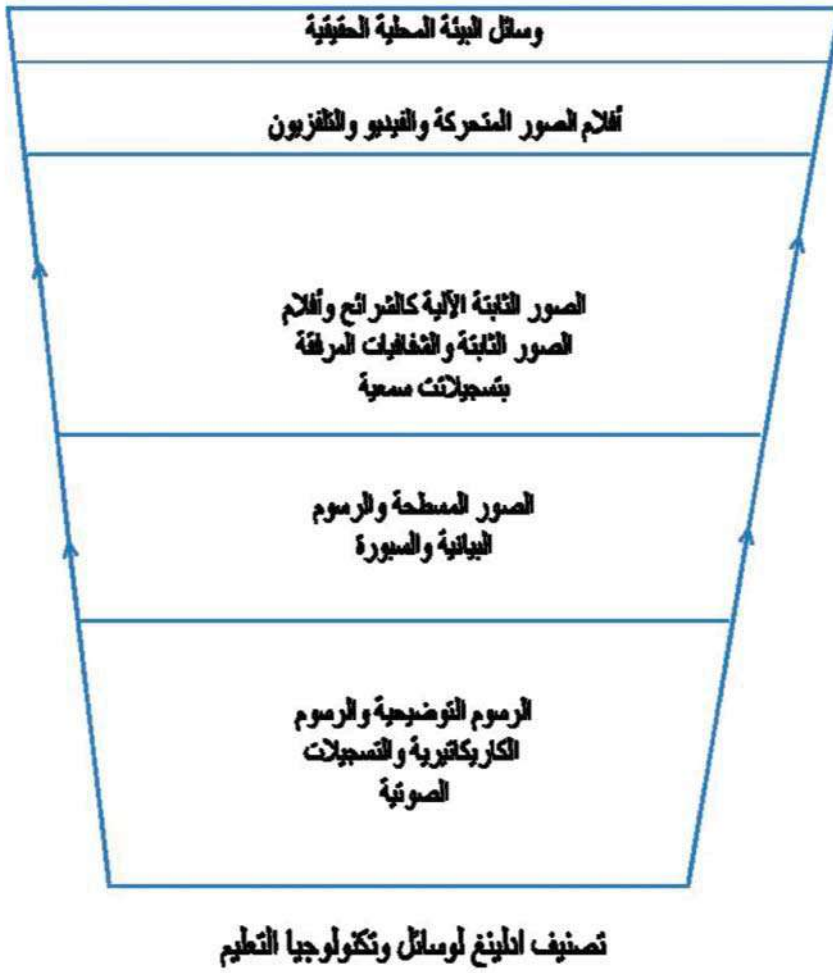 وسائل البيئة المحلية الحقيقية
أفلام الصور المتحركة والفيديو والتلفزيون
الصور الثابتة الآلية كالشرائح وأفلام
الصور الثابتة والشفافيات المرفقة
بتسجيلاتت سمعية
الصور المسطحة والرسوم
البيانية والسبورة
الرسوم التوضيحية والرسوم
الكاريكاتيرية والتسجيلات
الصوتية
تصنيف ادلينغ لوسائل وتكنولوجيا التعليم